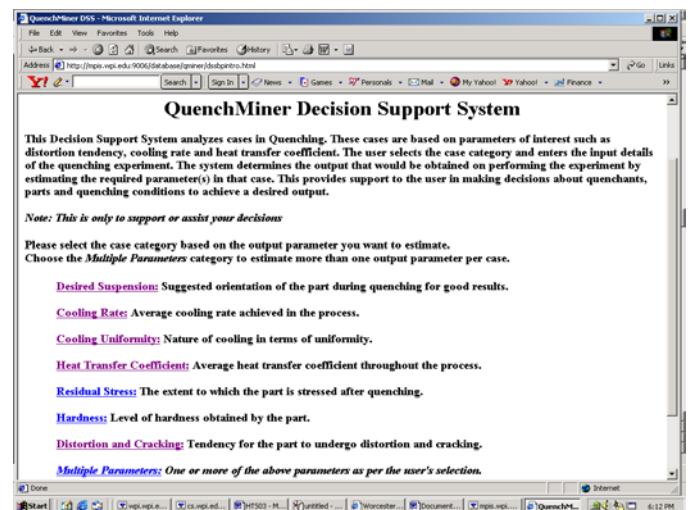 QuenchMiner DSS - Microsoft Internet Explorer
File Edit View Favorites Tools Help
Back Search Favorites History
Address http://mpis.wpi.edu:9006/database/qminer/dssbpintro.html Go Links
Y! Search Sign In News Games Personals Mail My Yahoo! Yahoo! Finance »
QuenchMiner Decision Support System
This Decision Support System analyzes cases in Quenching. These cases are based on parameters of interest such as
distortion tendency, cooling rate and heat transfer coefficient. The user selects the case category and enters the input details
of the quenching experiment. The system determines the output that would be obtained on performing the experiment by
estimating the required parameter(s) in that case. This provides support to the user in making decisions about quenchants,
parts and quenching conditions to achieve a desired output.
Note: This is only to support or assist your decisions
Please select the case category based on the output parameter you want to estimate.
Choose the Multiple Parameters category to estimate more than one output parameter per case.
Desired Suspension: Suggested orientation of the part during quenching for good results.
Cooling Rate: Average cooling rate achieved in the process.
Cooling Uniformity: Nature of cooling in terms of uniformity.
Heat Transfer Coefficient: Average heat transfer coefficient throughout the process.
Residual Stress: The extent to which the part is stressed after quenching.
Hardness: Level of hardness obtained by the part.
Distortion and Cracking: Tendency for the part to undergo distortion and cracking.
Multiple Parameters: One or more of the above parameters as per the user's selection.
Done Internet
Start wpi.wpi.e... cs.wpi.ed... HTS03 - M... untitled - ... Worcester... Document... mpis.wpi.... QuenchM... 6:12 PM